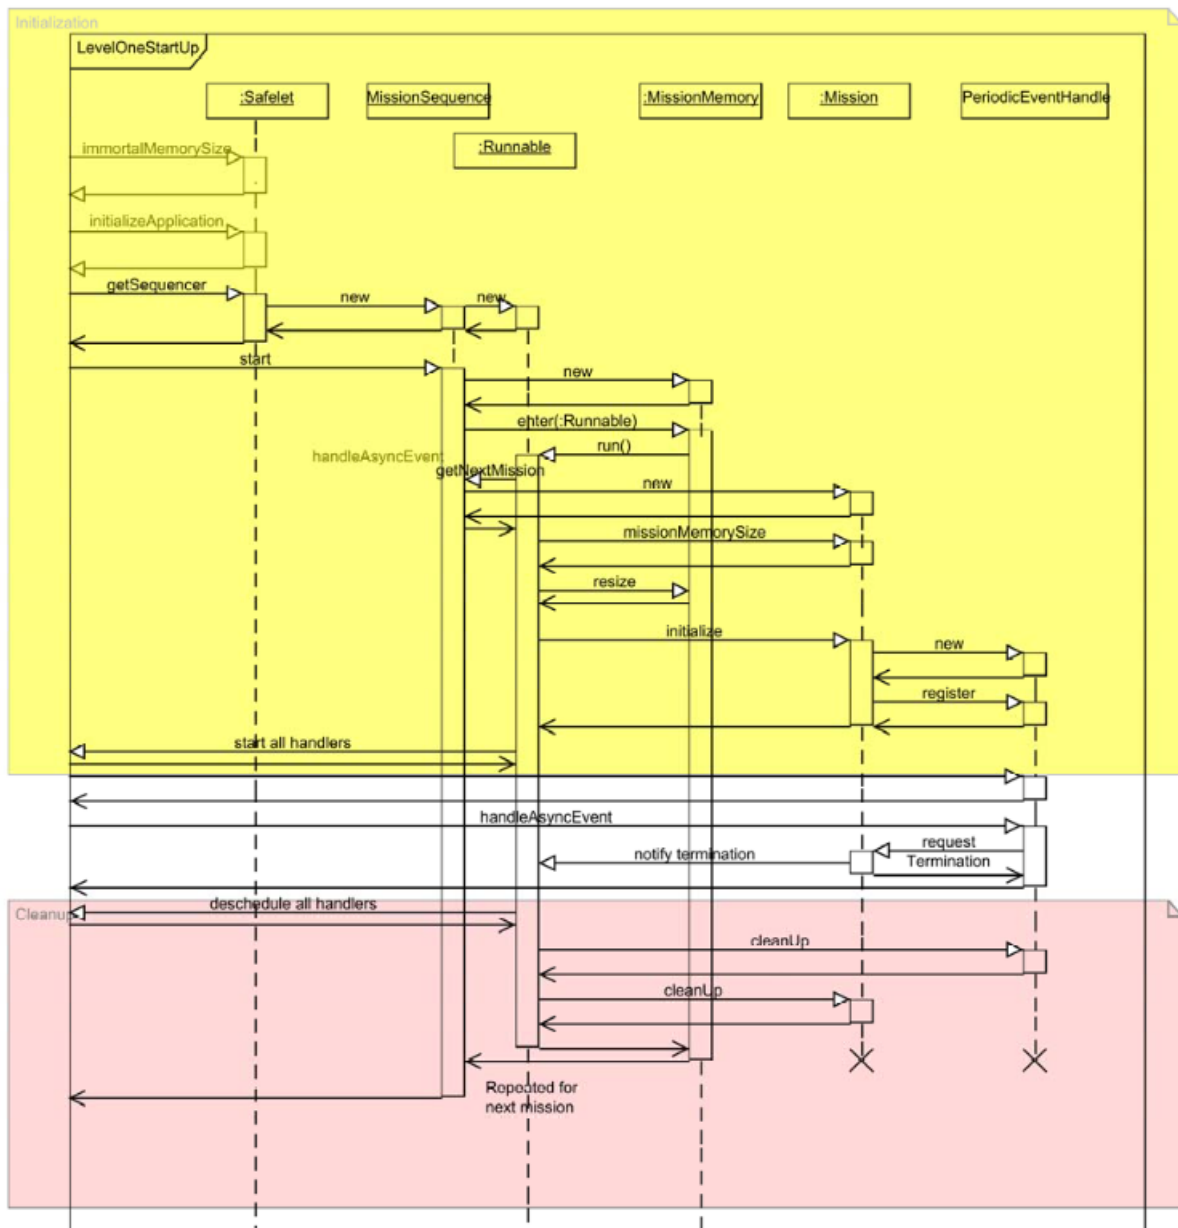 Initialization
LevelOneStartUp
:Safelet
MissionSequence
:MissionMemory
:Mission
PeriodicEventHandle
:Runnable
immortalMemorySize
initializeApplication
getSequencer
new
new
start
new
enter(:Runnable)
run()
handleAsyncEvent
getNextMission
new
missionMemorySize
resize
initialize
new
register
start all handlers
handleAsyncEvent
request
notify termination
Termination
deschedule all handlers
Cleanup
cleanUp
cleanUp
Repeated for
next mission